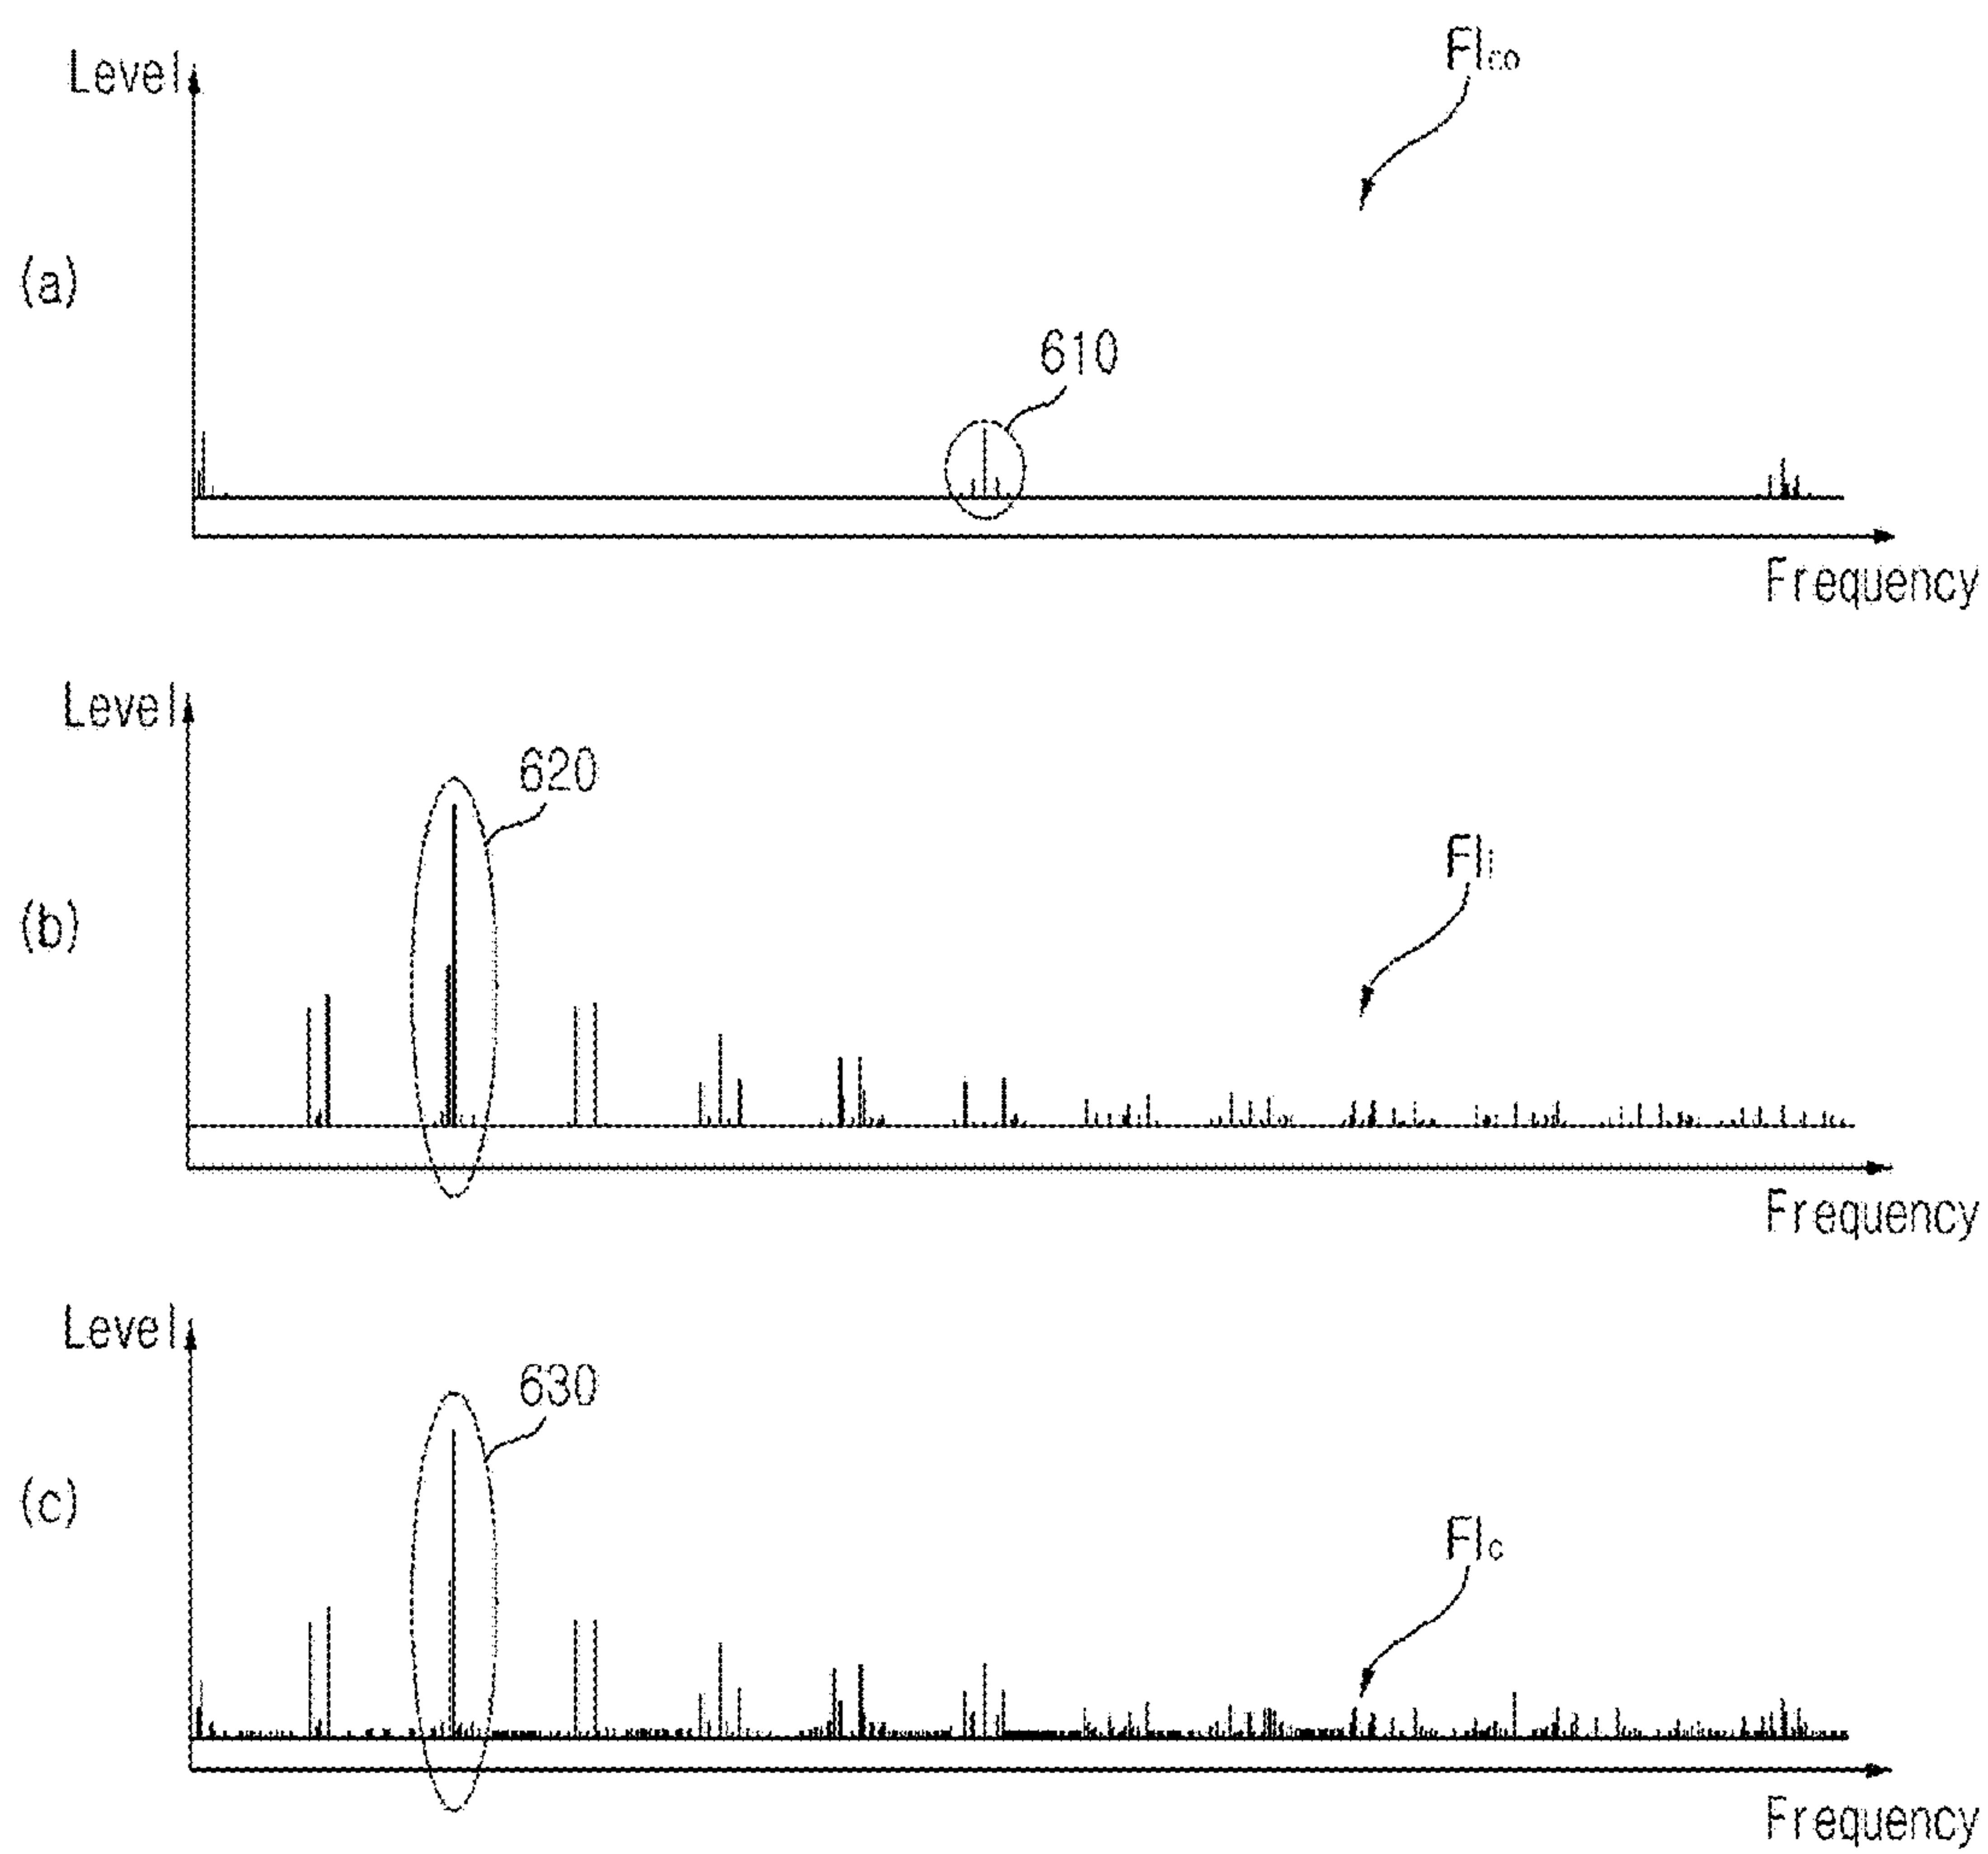 Level
FIco
(a)
610
Frequency
Level
620
FIi
(b)
Frequency
Level
630
(c)
FIc
Frequency